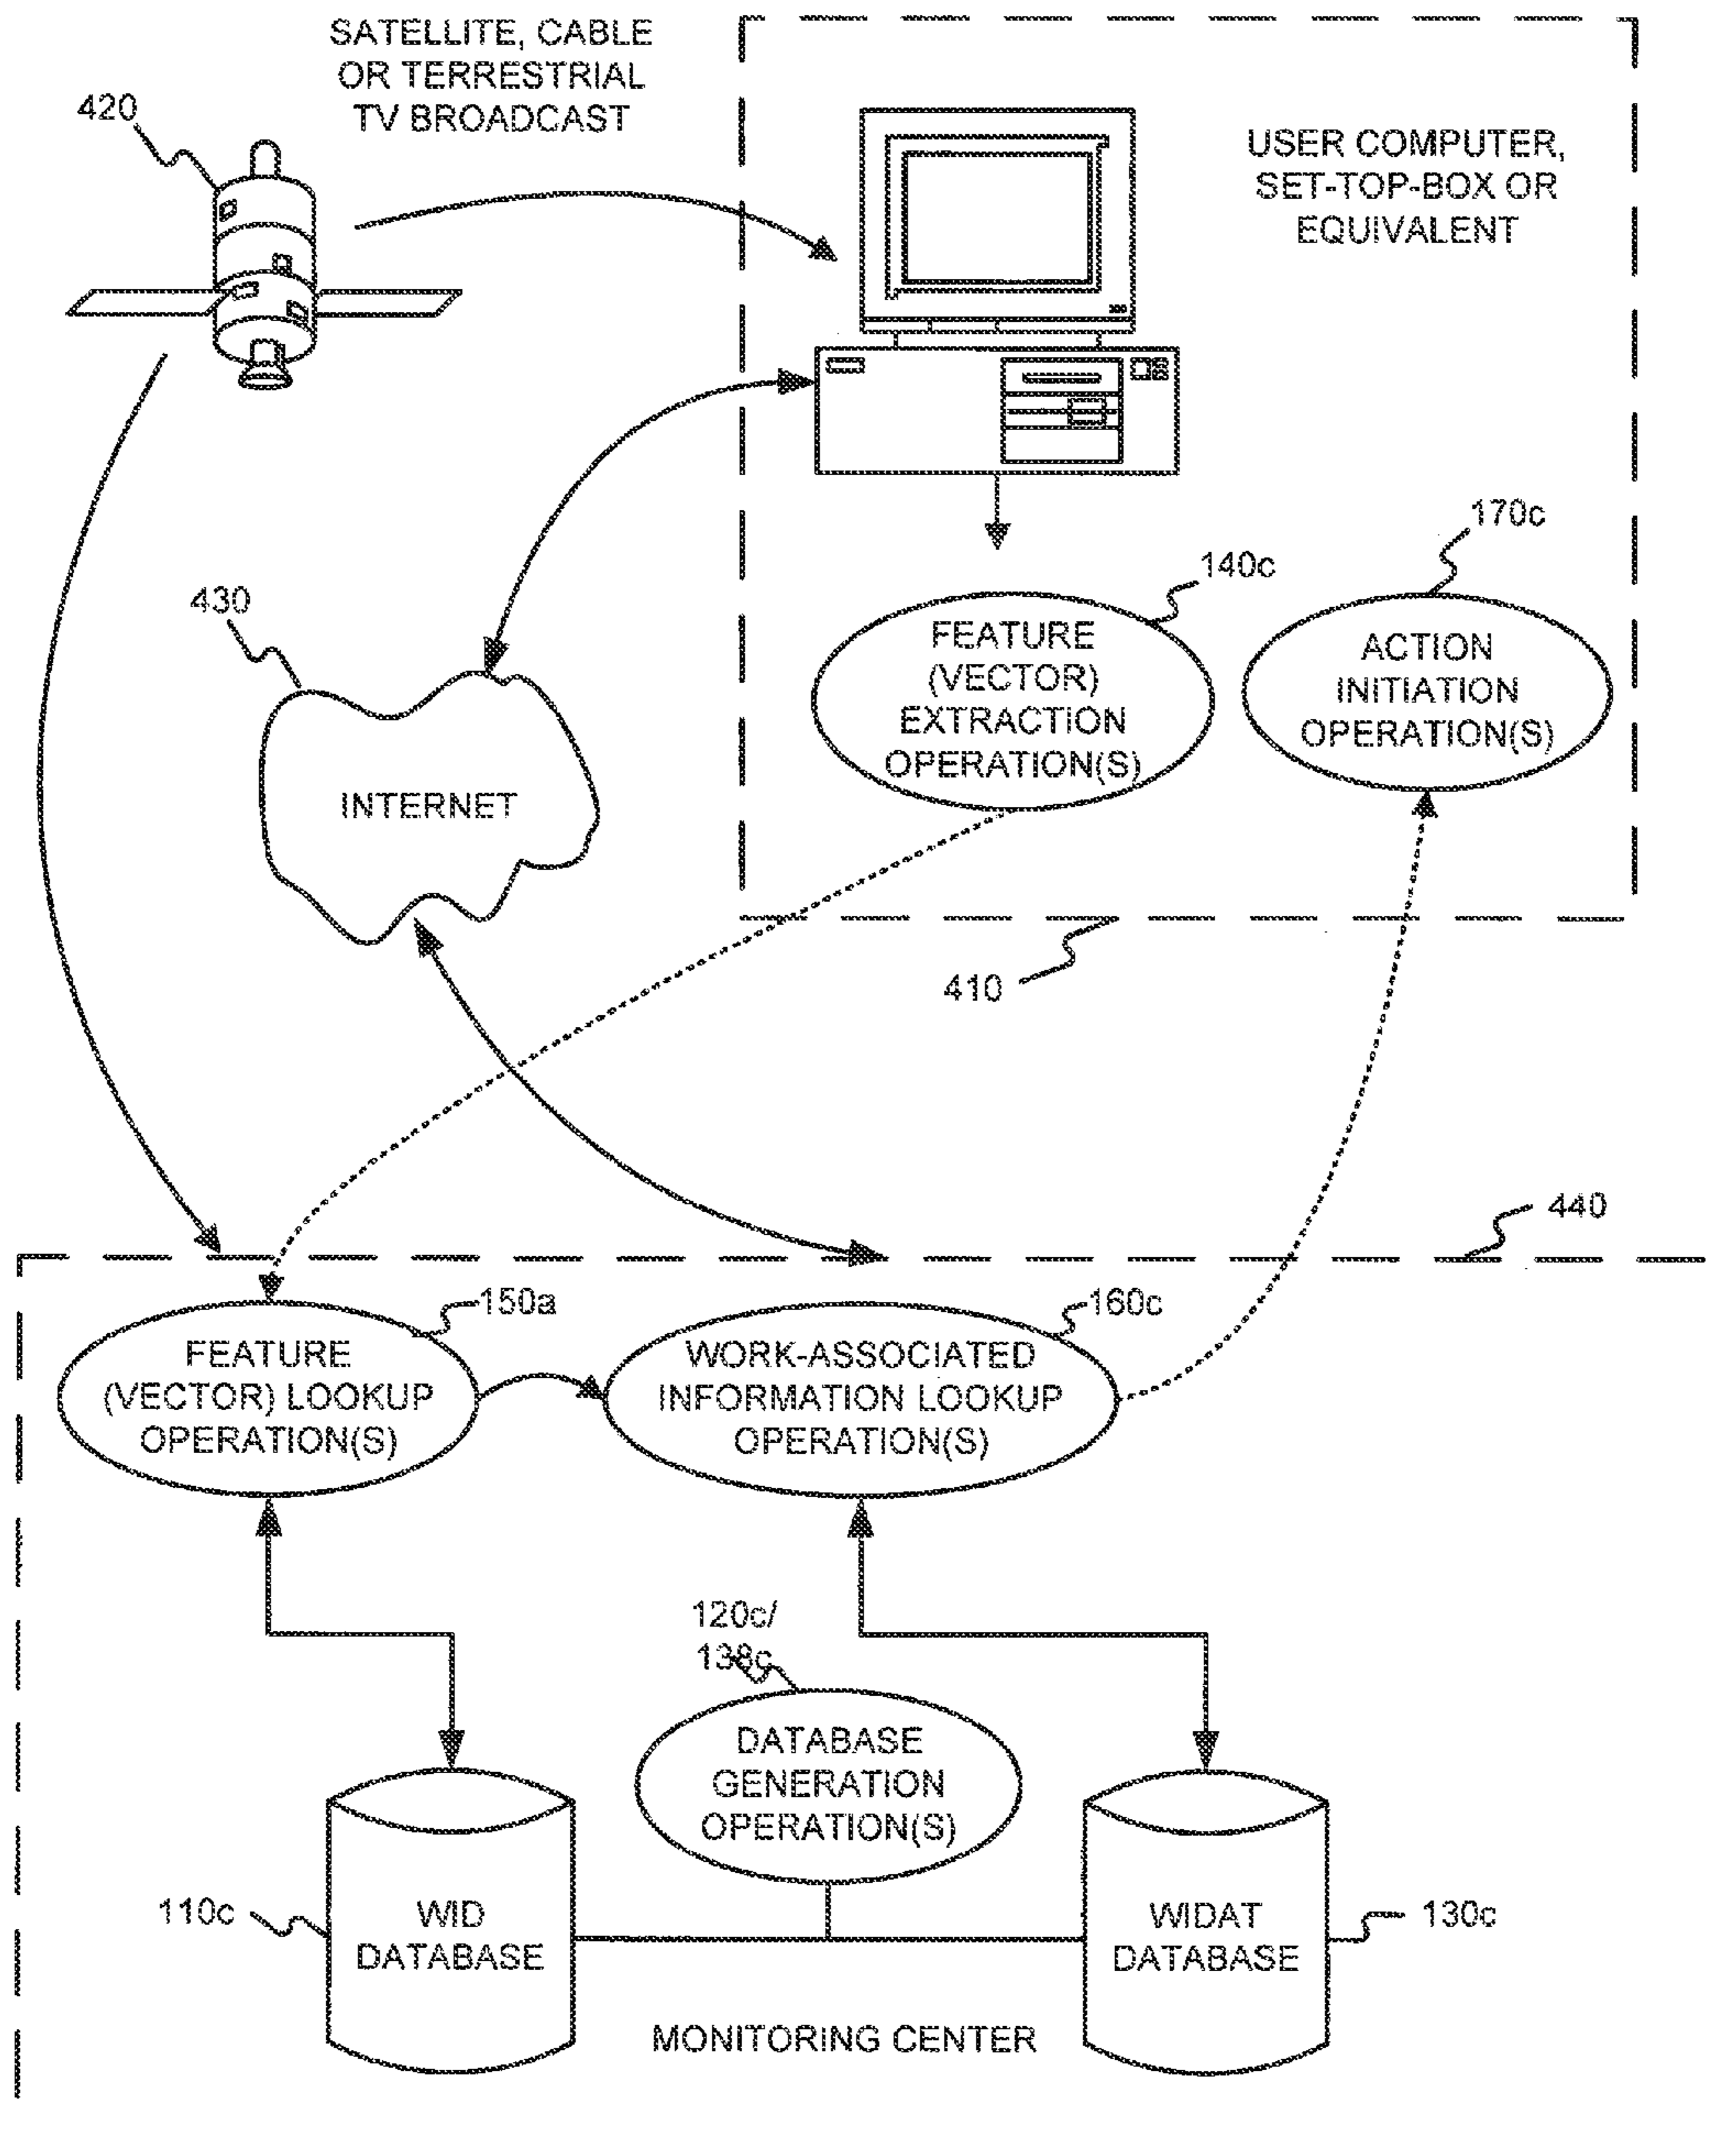 SATELLITE, CABLE
OR TERRESTRIAL
TV BROADCAST
420
USER COMPUTER,
SET-TOP-BOX OR
EQUIVALENT
170c
140c
430
FEATURE
(VECTOR)
EXTRACTION
OPERATION(S)
ACTION
INITIATION
OPERATION(S)
INTERNET
410
440
150a
160c
FEATURE
(VECTOR) LOOKUP
OPERATION(S)
WORK-ASSOCIATED
INFORMATION LOOKUP
OPERATION(S)
120c/
138c
DATABASE
GENERATION
OPERATION(S)
110c
WID
DATABASE
WIDAT
DATABASE
130c
MONITORING CENTER